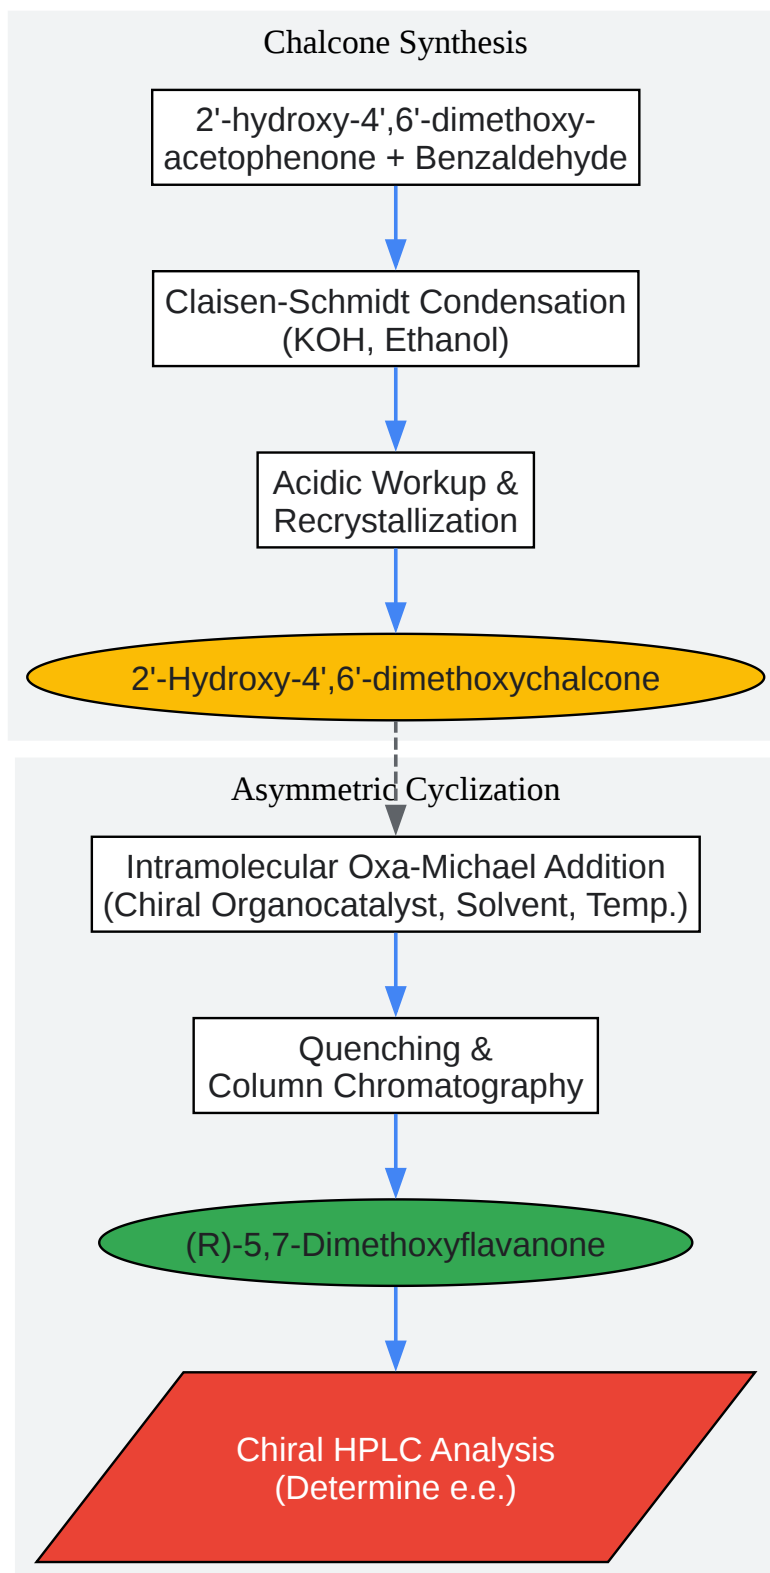 Chalcone Synthesis
2'-hydroxy-4',6'-dimethoxy-
acetophenone + Benzaldehyde
Claisen-Schmidt Condensation
(KOH, Ethanol)
Acidic Workup &
Recrystallization
2'-Hydroxy-4',6'-dimethoxychalcone
Asymmetric Cyclization
Intramolecular Oxa-Michael Addition
(Chiral Organocatalyst, Solvent, Temp.)
Quenching &
Column Chromatography
(R)-5,7-Dimethoxyflavanone
Chiral HPLC Analysis
(Determine e.e.)